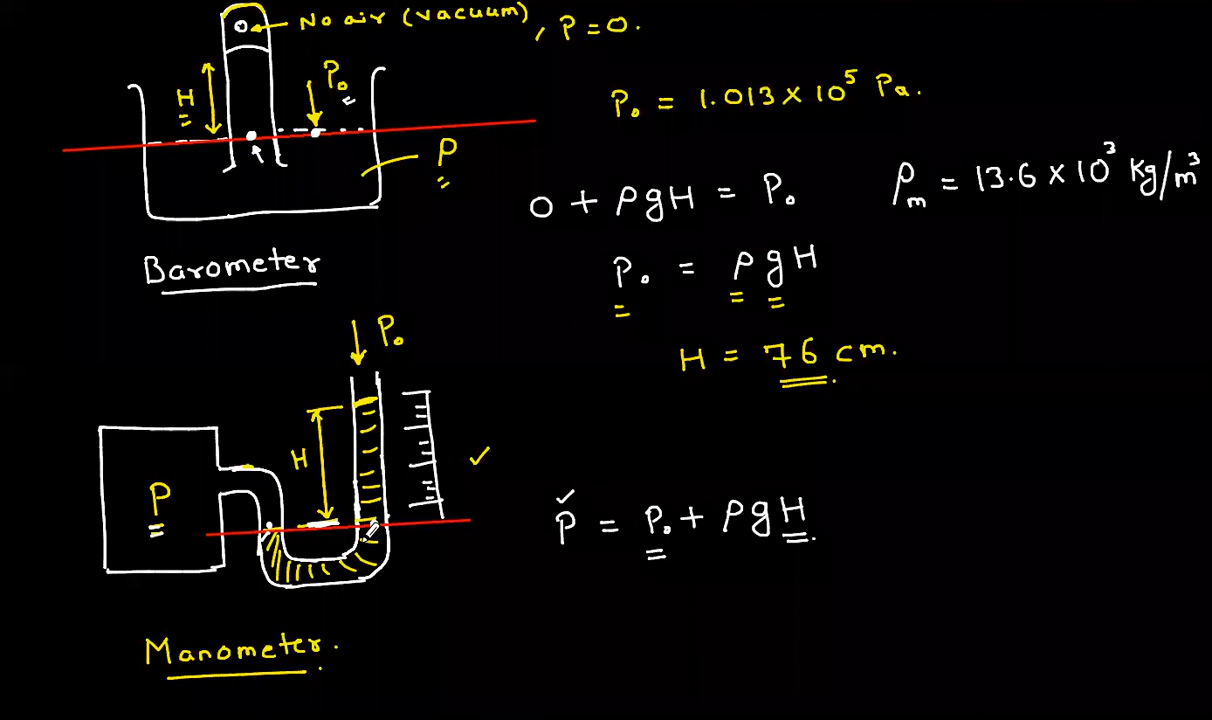 No air (vacuum), P = 0.
P₀
H
ρ
P₀ = 1.013 × 10⁵ Pa.
0 + ρgH = P₀
ρₘ = 13.6 × 10³ Kg/m³
Barometer
P₀ = ρgH
H = 76 cm.
P₀
H
P
P = P₀ + ρgH.
Manometer.